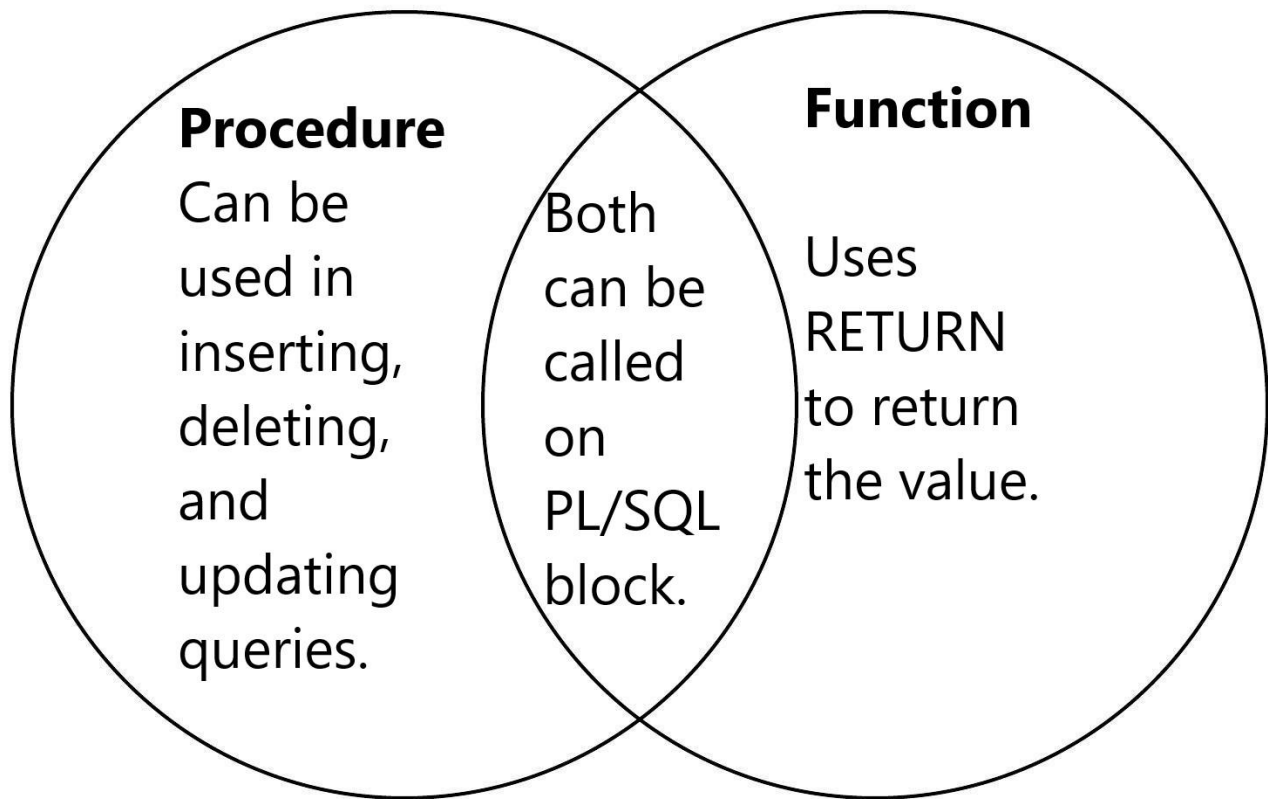 Procedure
Can be
used in
inserting,
deleting,
and
updating
queries.
Both
can be
called
on
PL/SQL
block.
Function
Uses
RETURN
to return
the value.